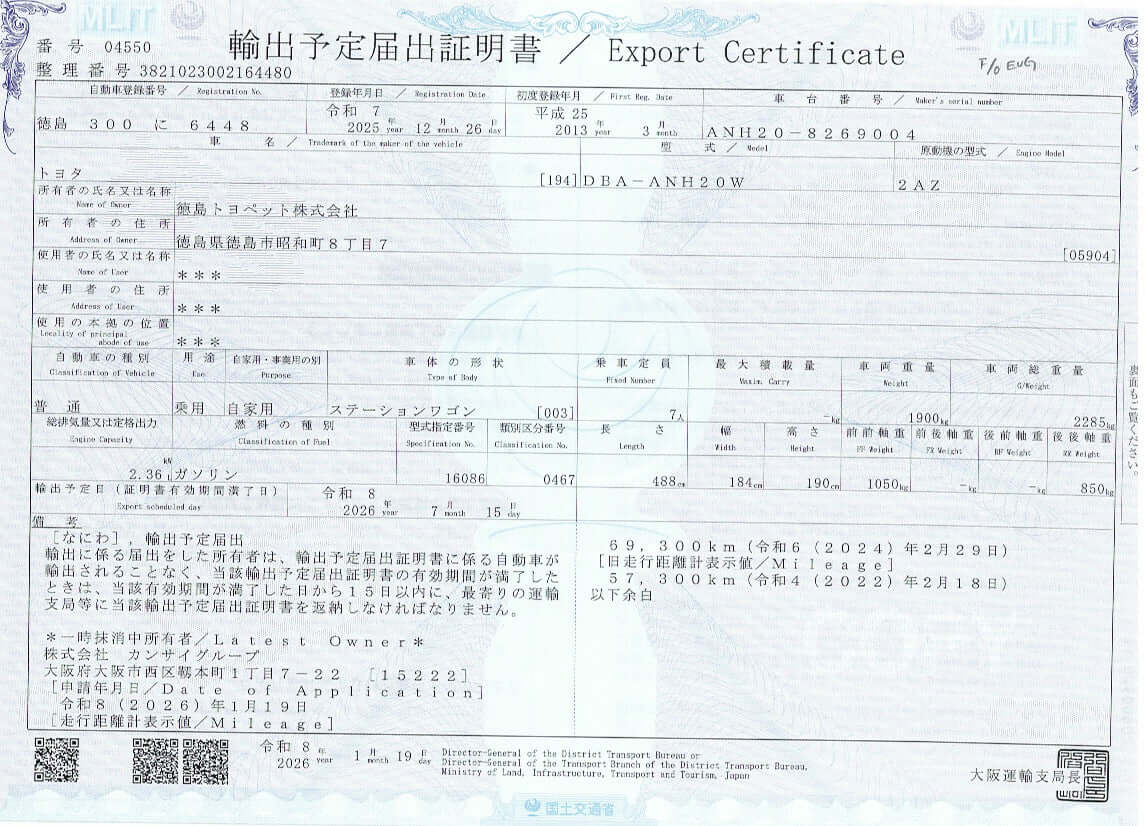 MLIT
MLIT
番号 04550
輸出予定届出証明書 ／ Export Certificate
整理番号 3821023002164480
F/O EUG
自動車登録番号 ／ Registration No.
登録年月日 ／ Registration Date
初度登録年月 ／ First Reg. Date
車台番号 ／ Maker's serial number
徳島 300 に 6448
令和 7
2025 年 year 12 月 month 26 日 day
平成 25
2013 年 year 3 月 month
ANH20-8269004
車名 ／ Trademark of the maker of the vehicle
型式 ／ Model
原動機の型式 ／ Engine Model
トヨタ [194] DBA-ANH20W 2AZ
所有者の氏名又は名称 Name of Owner
徳島トヨペット株式会社
所有者の住所 Address of Owner
徳島県徳島市昭和町８丁目７ [05904]
使用者の氏名又は名称 Name of User
＊＊＊
使用者の住所 Address of User
＊＊＊
使用の本拠の位置 Locality of principal abode of use
＊＊＊
自動車の種別 Classification of Vehicle
用途 Use
自家用・事業用の別 Purpose
車体の形状 Type of Body
乗車定員 Fixed Number
最大積載量 Maxim. Carry
車両重量 Weight
車両総重量 G/Weight
普通 乗用 自家用 ステーションワゴン [003] 7人 -kg 1900kg 2285kg
総排気量又は定格出力 Engine Capacity
燃料の種別 Classification of Fuel
型式指定番号 Specification No.
類別区分番号 Classification No.
長さ Length
幅 Width
高さ Height
前前軸重 FF Weight
前後軸重 FR Weight
後前軸重 RF Weight
後後軸重 RR Weight
kW
2.36 L ガソリン 16086 0467 488cm 184cm 190cm 1050kg -kg -kg 850kg
輸出予定日（証明書有効期間満了日） Export scheduled day
令和 8
2026 年 year 7 月 month 15 日 day
備考
[なにわ]，輸出予定届出
輸出に係る届出をした所有者は、輸出予定届出証明書に係る自動車が
輸出されることなく、当該輸出予定届出証明書の有効期間が満了した
ときは、当該有効期間が満了した日から１５日以内に、最寄りの運輸
支局等に当該輸出予定届出証明書を返納しなければなりません。
＊一時抹消中所有者／Ｌａｔｅｓｔ Ｏｗｎｅｒ＊
株式会社 カンサイグループ
大阪府大阪市西区靱本町１丁目７－２２ [１５２２２]
[申請年月日／Ｄａｔｅ ｏｆ Ａｐｐｌｉｃａｔｉｏｎ]
令和８（２０２６）年１月１９日
[走行距離計表示値／Ｍｉｌｅａｇｅ]
６９，３００ｋｍ（令和６（２０２４）年２月２９日）
[旧走行距離計表示値／Ｍｉｌｅａｇｅ]
５７，３００ｋｍ（令和４（２０２２）年２月１８日）
以下余白
裏面もご覧ください。
令和 8 年
2026 year 1 月 month 19 日 day
Director-General of the District Transport Bureau or
Director-General of the Transport Branch of the District Transport Bureau,
Ministry of Land, Infrastructure, Transport and Tourism, Japan
大阪運輸支局長
国土交通省